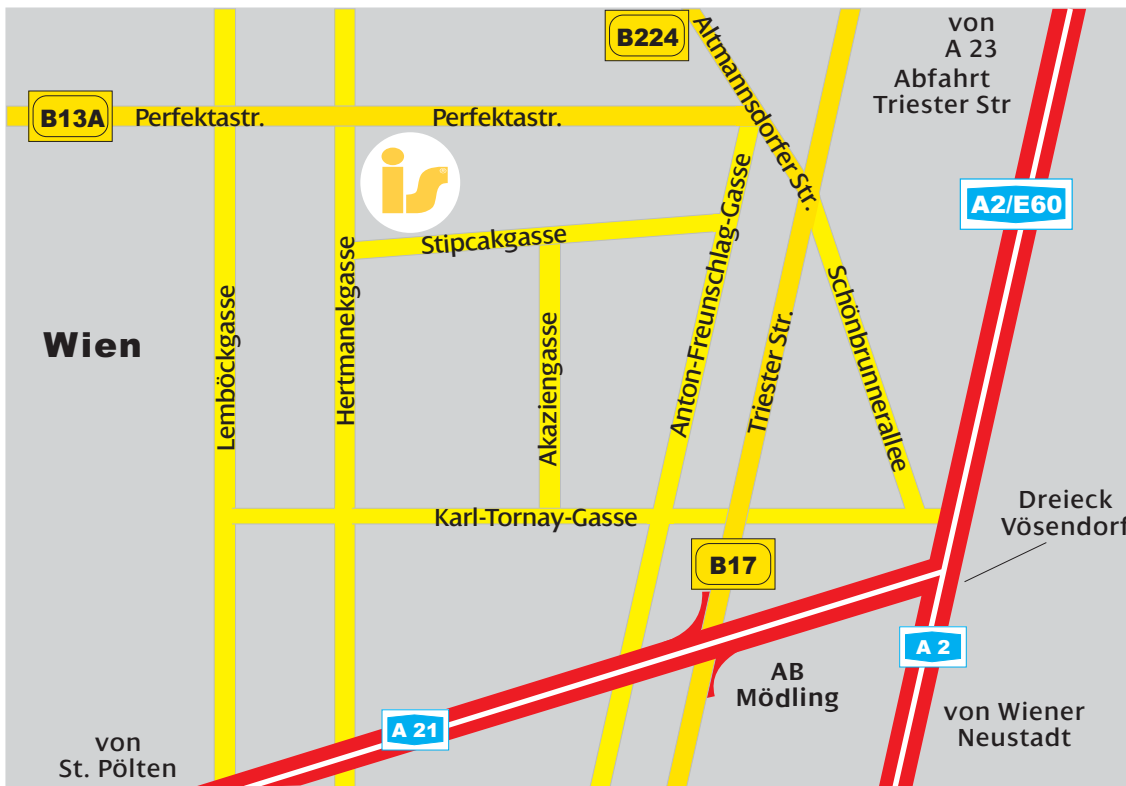 B224
Altmannsdorfer Str.
von
A 23
Abfahrt
Triester Str
B13A
Perfektastr.
Perfektastr.
is
A2/E60
Stipcakgasse
Wien
Lemböckgasse
Hertmanekgasse
Akaziengasse
Anton-Freunschlag-Gasse
Triester Str.
Schönbrunnerallee
Karl-Tornay-Gasse
Dreieck
Vösendorf
B17
A 2
AB
Mödling
A 21
von Wiener
Neustadt
von
St. Pölten